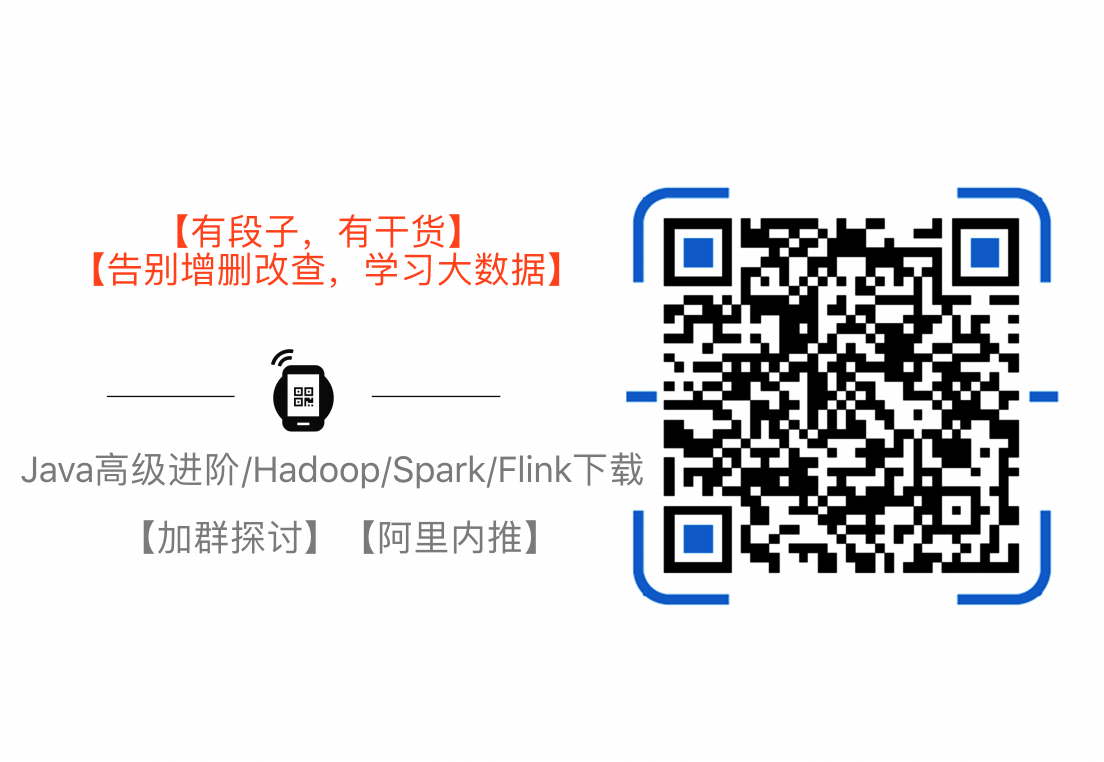 【有段子，有干货】
【告别增删改查，学习大数据】
Java高级进阶/Hadoop/Spark/Flink下载
【加群探讨】【阿里内推】